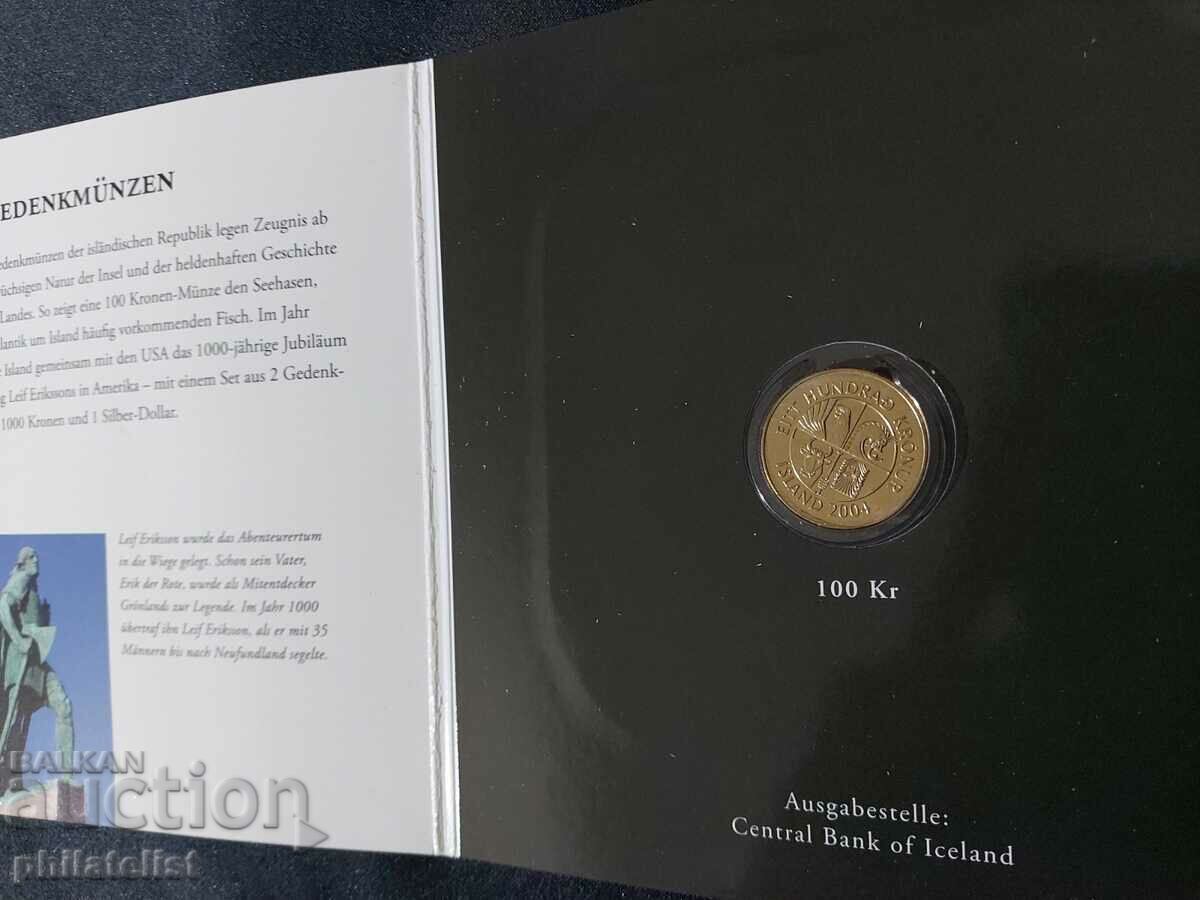 EDENKMÜNZEN
edenkmünzen der isländischen Republik legen Zeugnis ab
üchsigen Natur der Insel und der heldenhaften Geschichte
Landes. So zeigt eine 100 Kronen-Münze den Seehasen,
lantik um Island häufig vorkommenden Fisch. Im Jahr
Island gemeinsam mit den USA das 1000-jährige Jubiläum
g Leif Erikssons in Amerika – mit einem Set aus 2 Gedenk-
1000 Kronen und 1 Silber-Dollar.
Leif Eriksson wurde das Abenteurertum
in die Wiege gelegt. Schon sein Vater,
Erik der Rote, wurde als Mitentdecker
Grönlands zur Legende. Im Jahr 1000
übertraf ihn Leif Eriksson, als er mit 35
Männern bis nach Neufundland segelte.
EITT HUNDRAÐ KRÓNUR
ÍSLAND 2004
100 Kr
Ausgabestelle:
Central Bank of Iceland
BALKAN
auction
philatelist